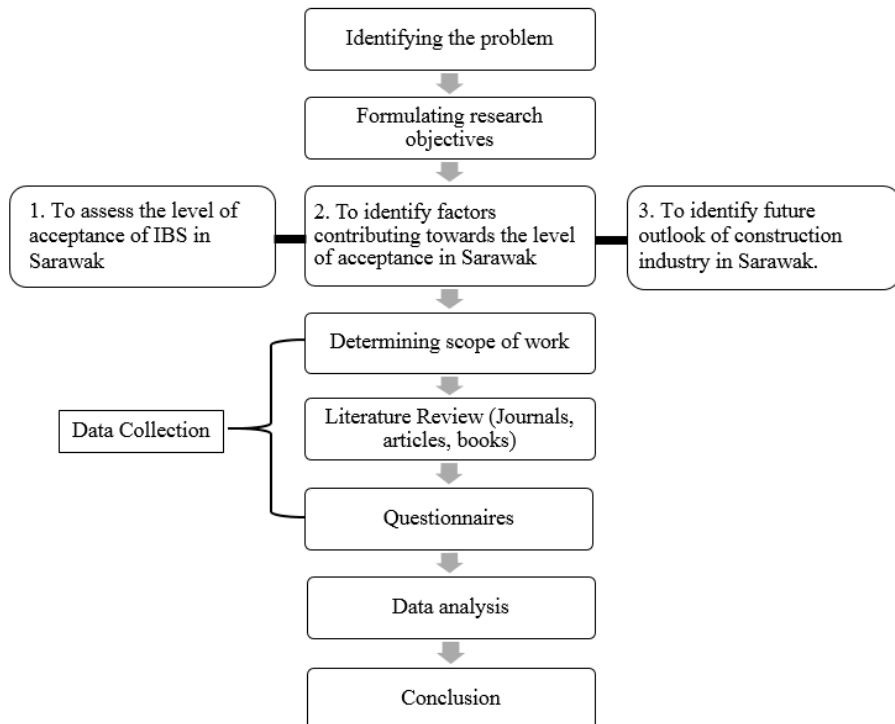 Identifying the problem
Formulating research
objectives
1. To assess the level of
acceptance of IBS in
Sarawak
2. To identify factors
contributing towards the level
of acceptance in Sarawak
3. To identify future
outlook of construction
industry in Sarawak.
Determining scope of work
Data Collection
Literature Review (Journals,
articles, books)
Questionnaires
Data analysis
Conclusion